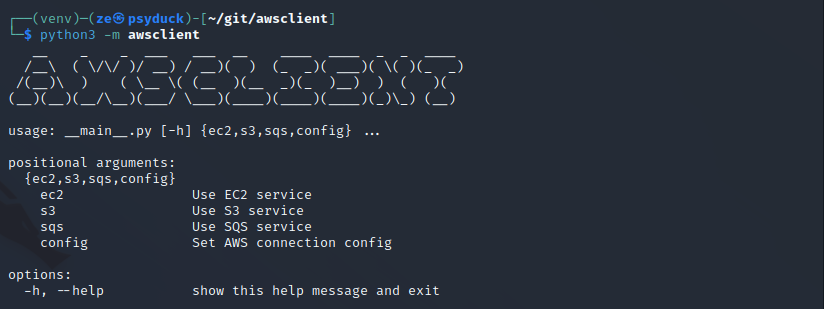 ┌──(venv)─(ze㉿psyduck)-[~/git/awsclient]
└─$ python3 -m awsclient
AWSCLIENT
usage: __main__.py [-h] {ec2,s3,sqs,config} ...
positional arguments:
{ec2,s3,sqs,config}
ec2 Use EC2 service
s3 Use S3 service
sqs Use SQS service
config Set AWS connection config
options:
-h, --help show this help message and exit